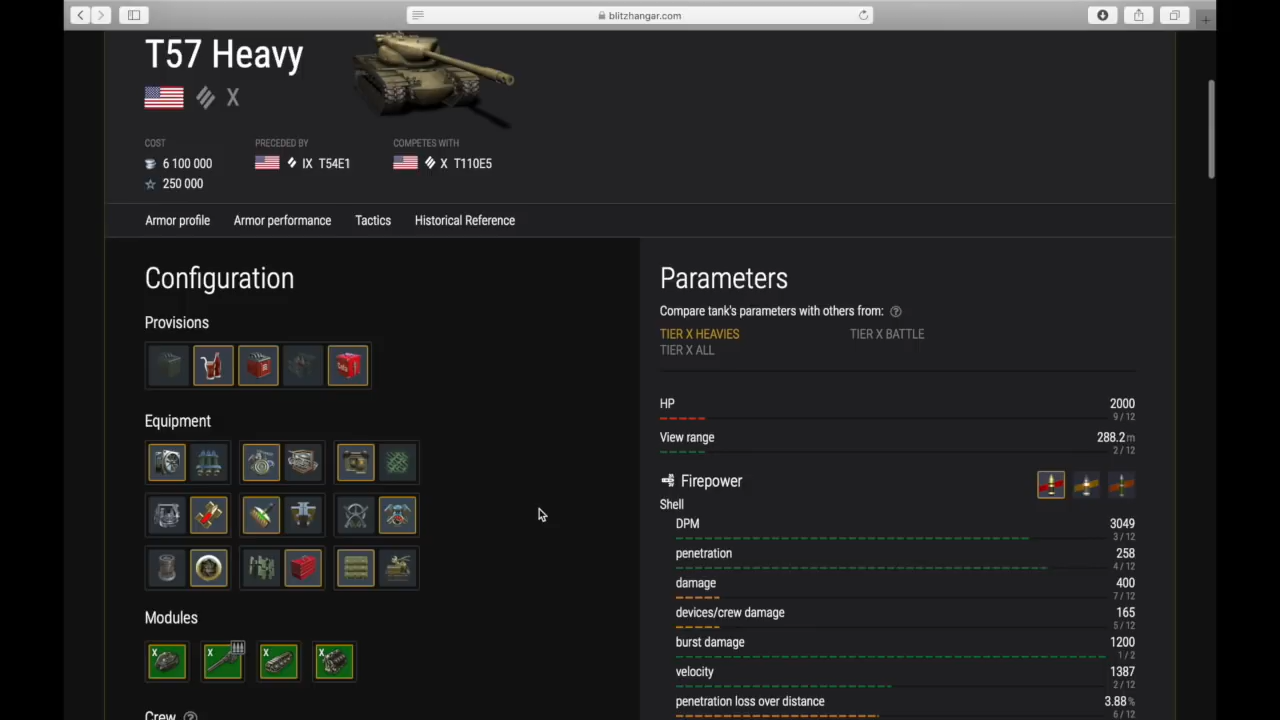 blitzhangar.com
T57 Heavy
X
COST
PRECEDED BY
COMPETES WITH
6 100 000
IX T54E1
X T110E5
250 000
Armor profile
Armor performance
Tactics
Historical Reference
Configuration
Parameters
Compare tank's parameters with others from: ?
Provisions
TIER X HEAVIES
TIER X BATTLE
TIER X ALL
HP
2000
9 / 12
Equipment
View range
288.2 m
2 / 12
Firepower
Shell
DPM
3049
3 / 12
penetration
258
4 / 12
damage
400
7 / 12
devices/crew damage
165
5 / 12
Modules
burst damage
1200
1 / 2
X X X X
velocity
1387
2 / 12
penetration loss over distance
3.88 %
6 / 12
Crew ?